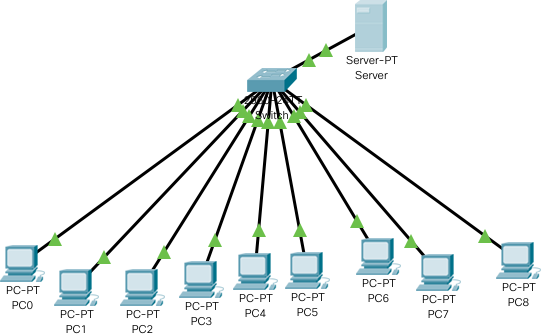 Server-PT
Server
Switch
PC-PT
PC0
PC-PT
PC1
PC-PT
PC2
PC-PT
PC3
PC-PT
PC4
PC-PT
PC5
PC-PT
PC6
PC-PT
PC7
PC-PT
PC8